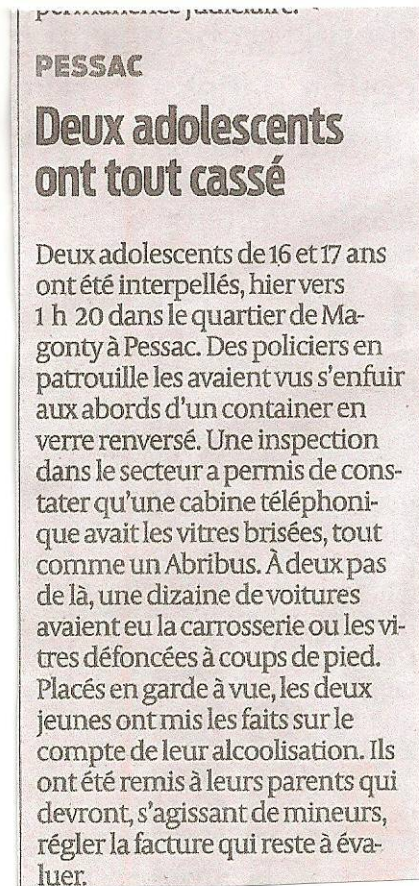 PESSAC
Deux adolescents
ont tout cassé
Deux adolescents de 16 et 17 ans
ont été interpellés, hier vers
1 h 20 dans le quartier de Ma-
gonty à Pessac. Des policiers en
patrouille les avaient vus s'enfuir
aux abords d'un container en
verre renversé. Une inspection
dans le secteur a permis de cons-
tater qu'une cabine téléphoni-
que avait les vitres brisées, tout
comme un Abribus. À deux pas
de là, une dizaine de voitures
avaient eu la carrosserie ou les vi-
tres défoncées à coups de pied.
Placés en garde à vue, les deux
jeunes ont mis les faits sur le
compte de leur alcoolisation. Ils
ont été remis à leurs parents qui
devront, s'agissant de mineurs,
régler la facture qui reste à éva-
luer.